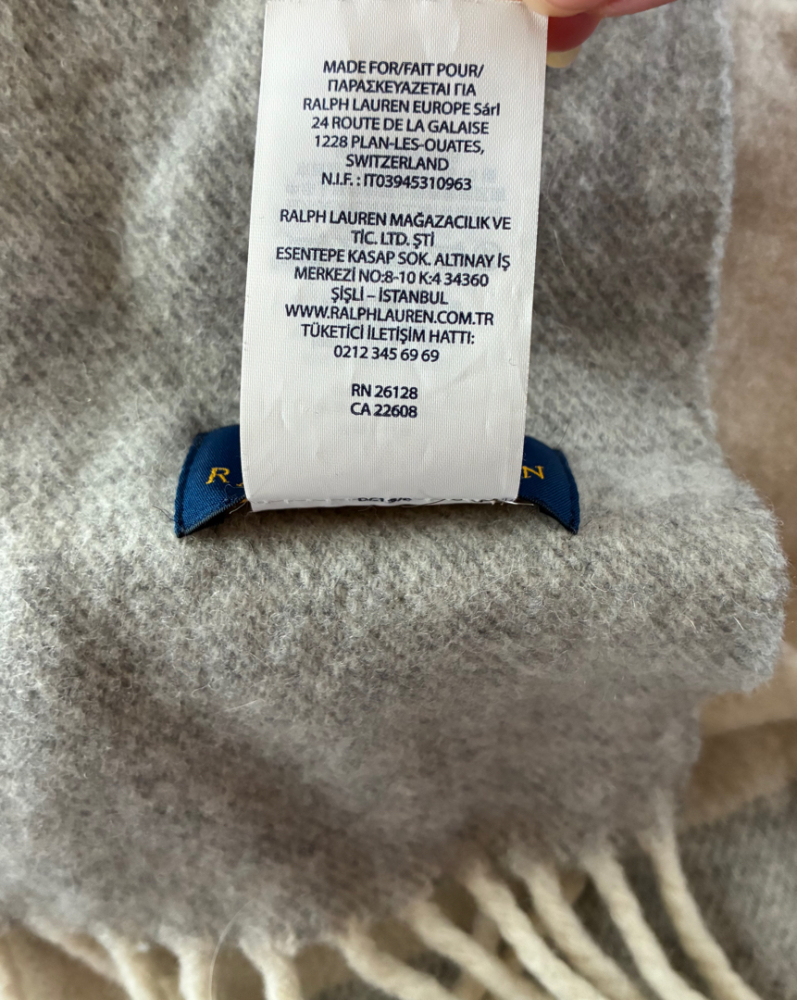 MADE FOR/FAIT POUR/
ΠΑΡΑΣΚΕΥΑΖΕΤΑΙ ΓΙΑ
RALPH LAUREN EUROPE Sárl
24 ROUTE DE LA GALAISE
1228 PLAN-LES-OUATES,
SWITZERLAND
N.I.F. : IT03945310963
RALPH LAUREN MAĞAZACILIK VE
TİC. LTD. ŞTİ
ESENTEPE KASAP SOK. ALTINAY İŞ
MERKEZİ NO:8-10 K:4 34360
ŞİŞLİ – İSTANBUL
WWW.RALPHLAUREN.COM.TR
TÜKETİCİ İLETİŞİM HATTI:
0212 345 69 69
RN 26128
CA 22608